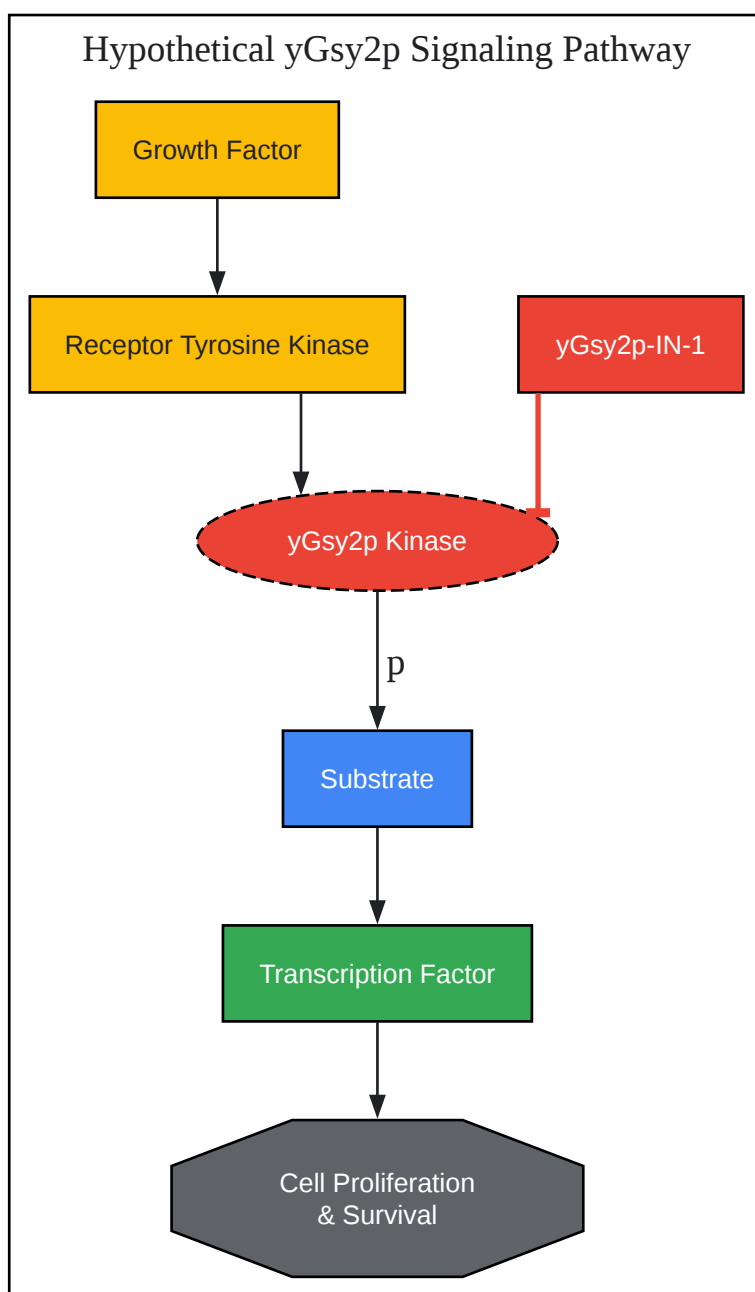 Hypothetical yGsy2p Signaling Pathway
Growth Factor
Receptor Tyrosine Kinase
yGsy2p-IN-1
yGsy2p Kinase
p
Substrate
Transcription Factor
Cell Proliferation
& Survival